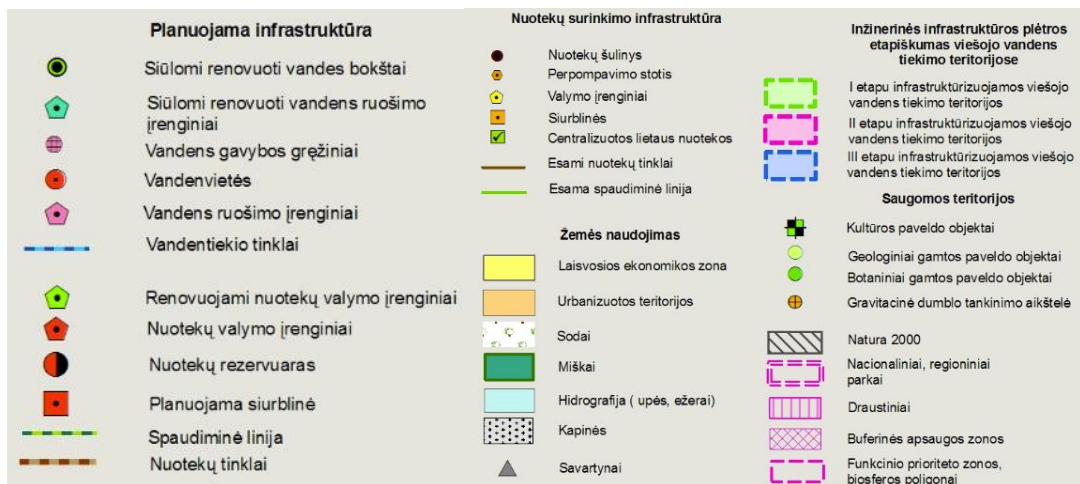 Planuojama infrastruktūra
Siūlomi renovuoti vandes bokštai
Siūlomi renovuoti vandens ruošimo
įrenginiai
Vandens gavybos gręžiniai
Vandenvietės
Vandens ruošimo įrenginiai
Vandentiekio tinklai
Renovuojami nuotekų valymo įrenginiai
Nuotekų valymo įrenginiai
Nuotekų rezervuaras
Planuojama siurblinė
Spaudiminė linija
Nuotekų tinklai
Nuotekų surinkimo infrastruktūra
Nuotekų šulinys
Perpompavimo stotis
Valymo įrenginiai
Siurblinės
Centralizuotos lietaus nuotekos
Esami nuotekų tinklai
Esama spaudiminė linija
Žemės naudojimas
Laisvosios ekonomikos zona
Urbanizuotos teritorijos
Sodai
Miškai
Hidrografija ( upės, ežerai)
Kapinės
Savartynai
Inžinerinės infrastruktūros plėtros
etapiškumas viešojo vandens
tiekimo teritorijose
I etapu infrastruktūrizuojamos viešojo
vandens tiekimo teritorijos
II etapu infrastruktūrizuojamos viešojo
vandens tiekimo teritorijos
III etapu infrastruktūrizuojamos viešojo
vandens tiekimo teritorijos
Saugomos teritorijos
Kultūros paveldo objektai
Geologiniai gamtos paveldo objektai
Botaniniai gamtos paveldo objektai
Gravitacinė dumblo tankinimo aikštelė
Natura 2000
Nacionaliniai, regioniniai
parkai
Draustiniai
Buferinės apsaugos zonos
Funkcinio prioriteto zonos,
biosferos poligonai